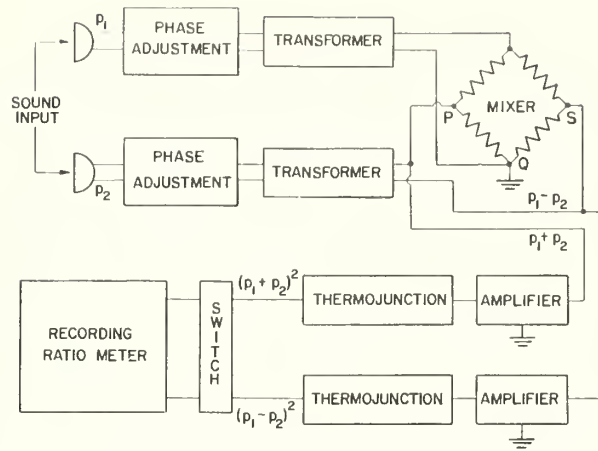 p₁
PHASE
ADJUSTMENT
TRANSFORMER
SOUND
INPUT
MIXER
P
S
Q
p₂
PHASE
ADJUSTMENT
TRANSFORMER
p₁- p₂
p₁+ p₂
RECORDING
RATIO METER
SWITCH
(p₁ + p₂)²
THERMOJUNCTION
AMPLIFIER
(p₁ - p₂)²
THERMOJUNCTION
AMPLIFIER